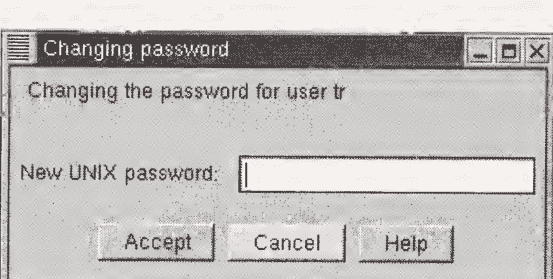 Changing password
Changing the password for user tr
New UNIX password:
Accept Cancel Help